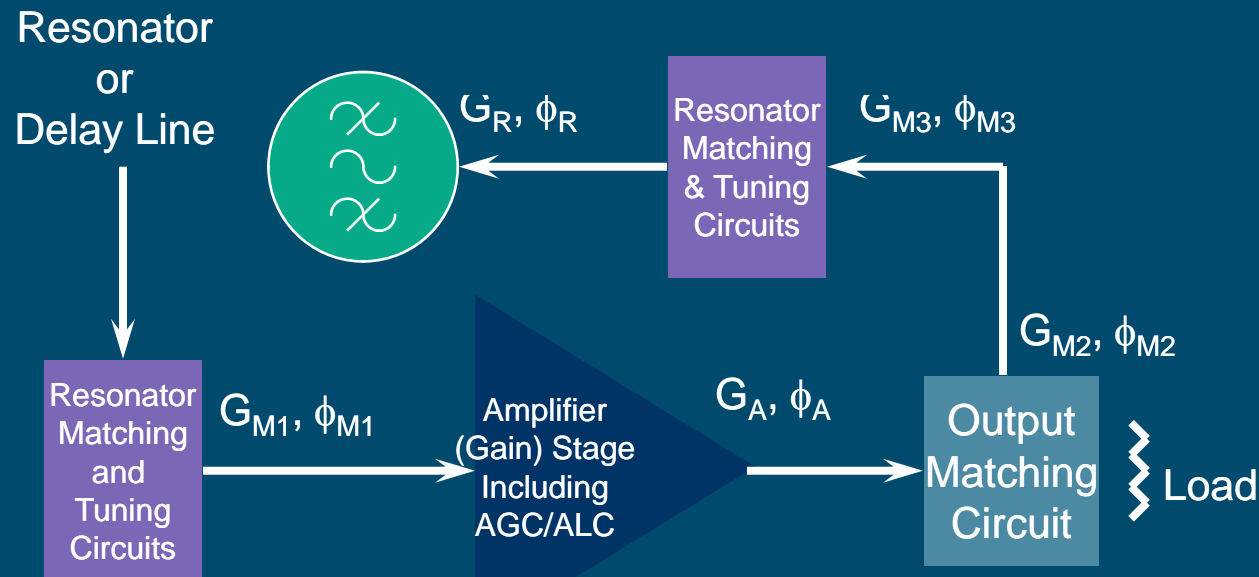 Resonator
or
Delay Line
G_R, ϕ_R
Resonator
Matching
& Tuning
Circuits
G_M3, ϕ_M3
G_M2, ϕ_M2
Resonator
Matching
and
Tuning
Circuits
G_M1, ϕ_M1
Amplifier
(Gain) Stage
Including
AGC/ALC
G_A, ϕ_A
Output
Matching
Circuit
Load